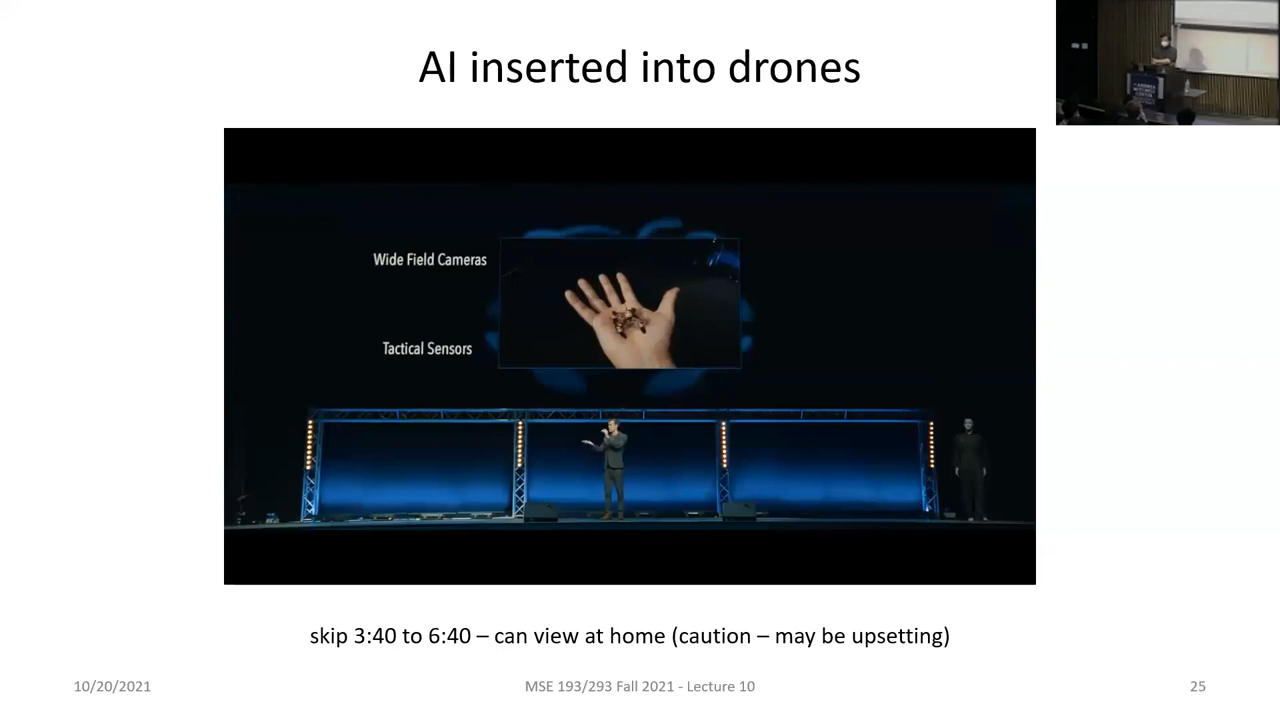 AI inserted into drones
Wide Field Cameras
Tactical Sensors
skip 3:40 to 6:40 – can view at home (caution – may be upsetting)
10/20/2021
MSE 193/293 Fall 2021 - Lecture 10
25